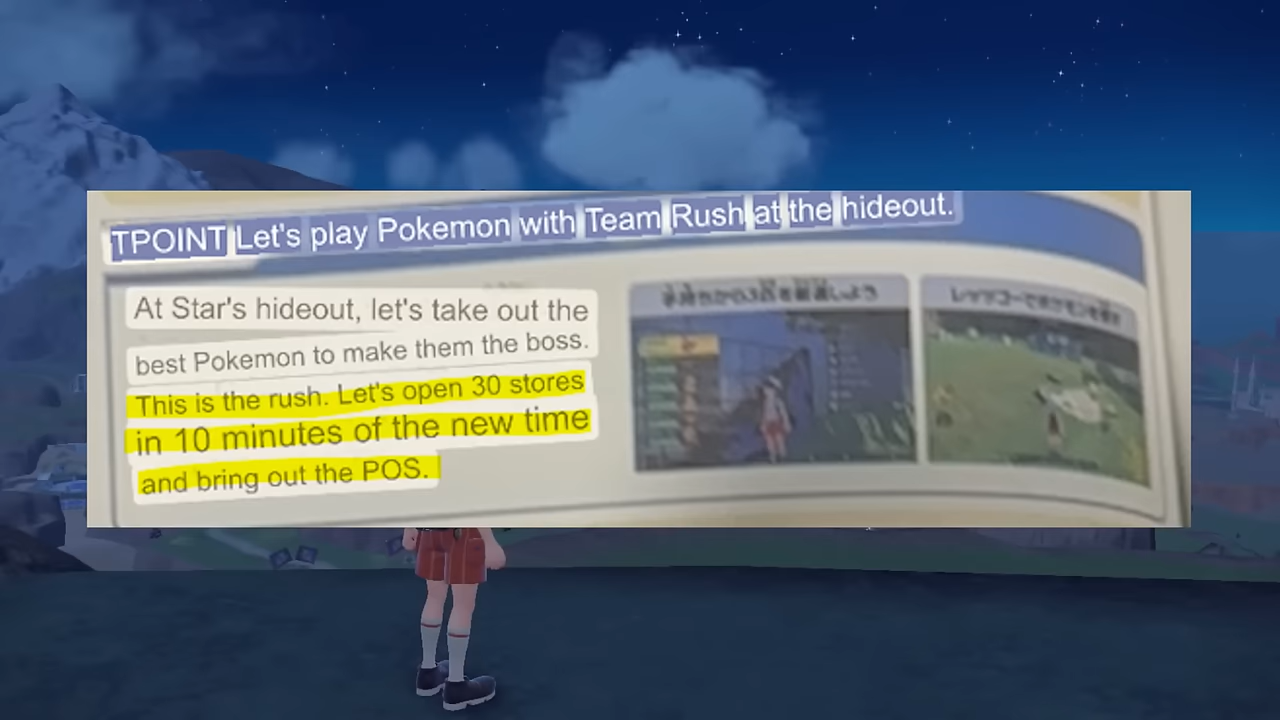 TPOINT Let's play Pokemon with Team Rush at the hideout.
At Star's hideout, let's take out the
best Pokemon to make them the boss.
This is the rush. Let's open 30 stores
in 10 minutes of the new time
and bring out the POS.